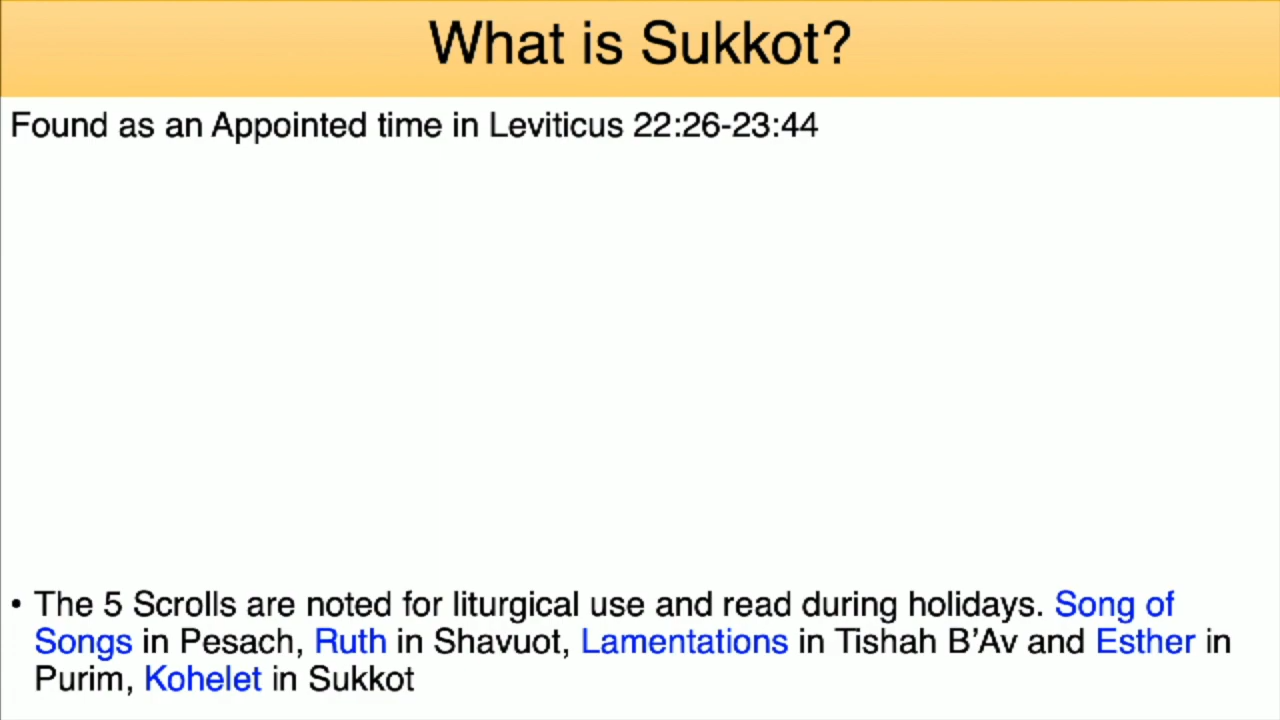 What is Sukkot?
Found as an Appointed time in Leviticus 22:26-23:44
• The 5 Scrolls are noted for liturgical use and read during holidays. Song of
Songs in Pesach, Ruth in Shavuot, Lamentations in Tishah B’Av and Esther in
Purim, Kohelet in Sukkot